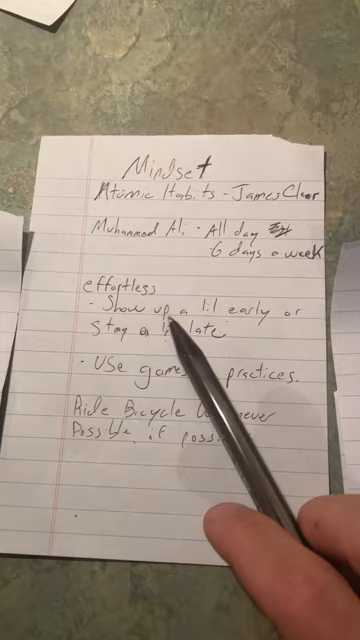 Mindset
Atomic Habits - James Clear
Muhammad Ali - All day
6 days a week
effortless
- Show up a lil early or
stay a late
- Use games practices.
Ride Bicycle
Possible, if